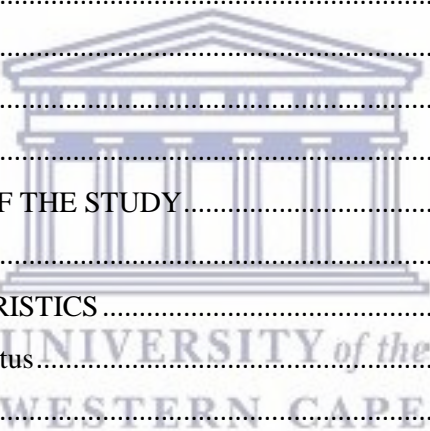 ................................................
................................................
................................................
................................................
F THE STUDY................................
................................................
RISTICS..........................................
UNIVERSITY of the
tus...................................................
................................................
WESTERN CAPE